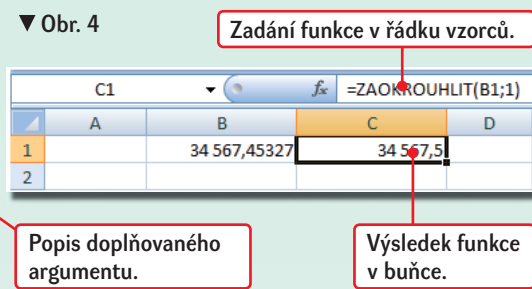 ▼ Obr. 4
Zadání funkce v řádku vzorců.
C1 fx =ZAOKROUHLIT(B1;1)
A B C D
1 34 567,45327 34 567,5
2
Popis doplňovaného
argumentu.
Výsledek funkce
v buňce.